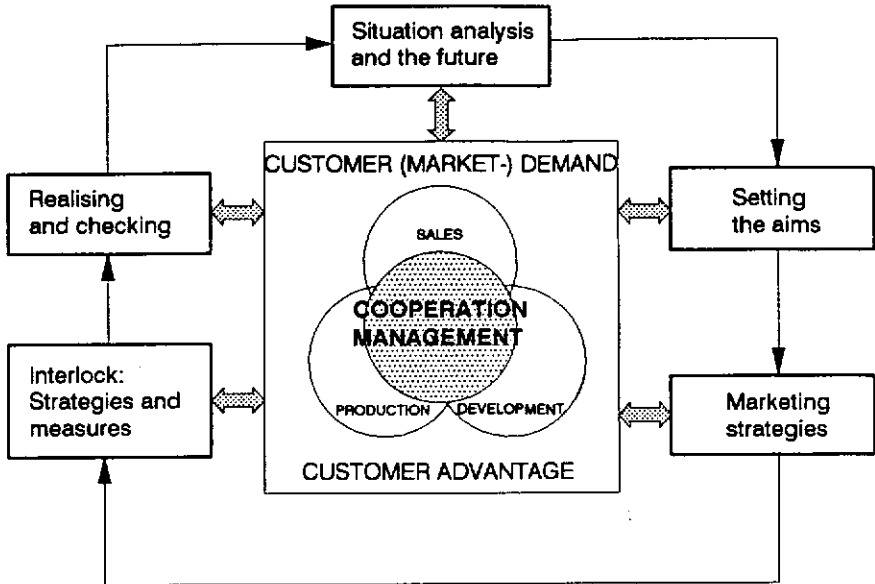 Situation analysis
and the future
CUSTOMER (MARKET-) DEMAND
Realising
and checking
Setting
the aims
SALES
COOPERATION
MANAGEMENT
Interlock:
Strategies and
measures
PRODUCTION
DEVELOPMENT
Marketing
strategies
CUSTOMER ADVANTAGE